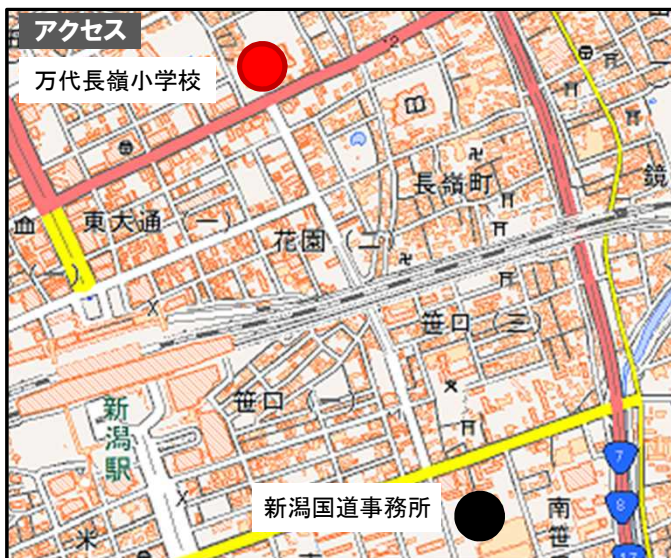 アクセス
万代長嶺小学校
東大通（一）
花園（二）
長嶺町
鏡
（一）
笹口（三）
笹口（一）
新潟駅
7
8
新潟国道事務所
南笹
米